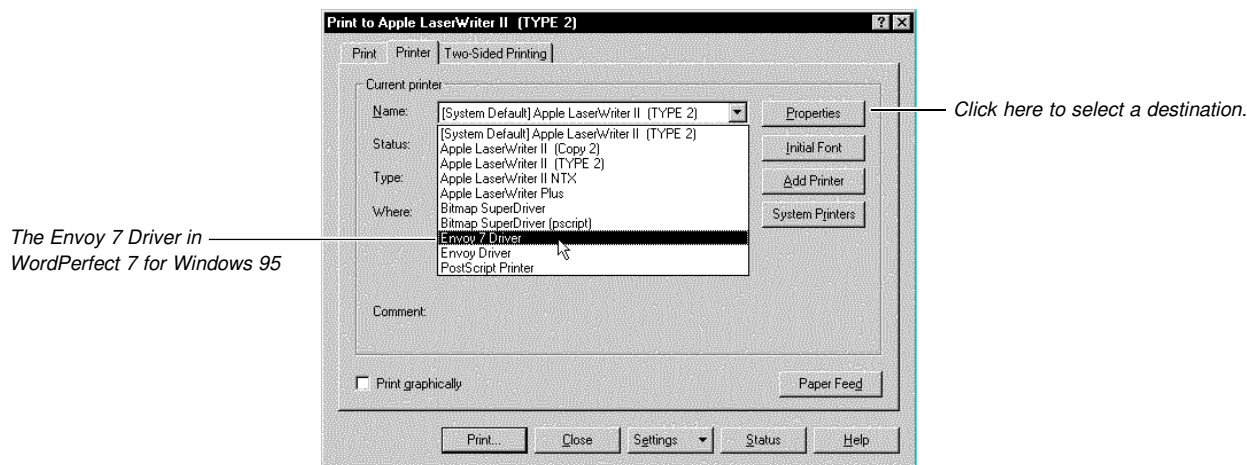 Print to Apple LaserWriter II (TYPE 2)
Print Printer Two-Sided Printing
Current printer
Name: [System Default] Apple LaserWriter II (TYPE 2) Properties
Click here to select a destination.
[System Default] Apple LaserWriter II (TYPE 2)
Status: Apple LaserWriter II (Copy 2) Initial Font
Apple LaserWriter II (TYPE 2)
Type: Apple LaserWriter II NTX Add Printer
Apple LaserWriter Plus
Where: Bitmap SuperDriver System Printers
Bitmap SuperDriver (pscript)
Envoy 7 Driver
Envoy Driver
PostScript Printer
The Envoy 7 Driver in
WordPerfect 7 for Windows 95
Comment:
Print graphically Paper Feed
Print... Close Settings Status Help